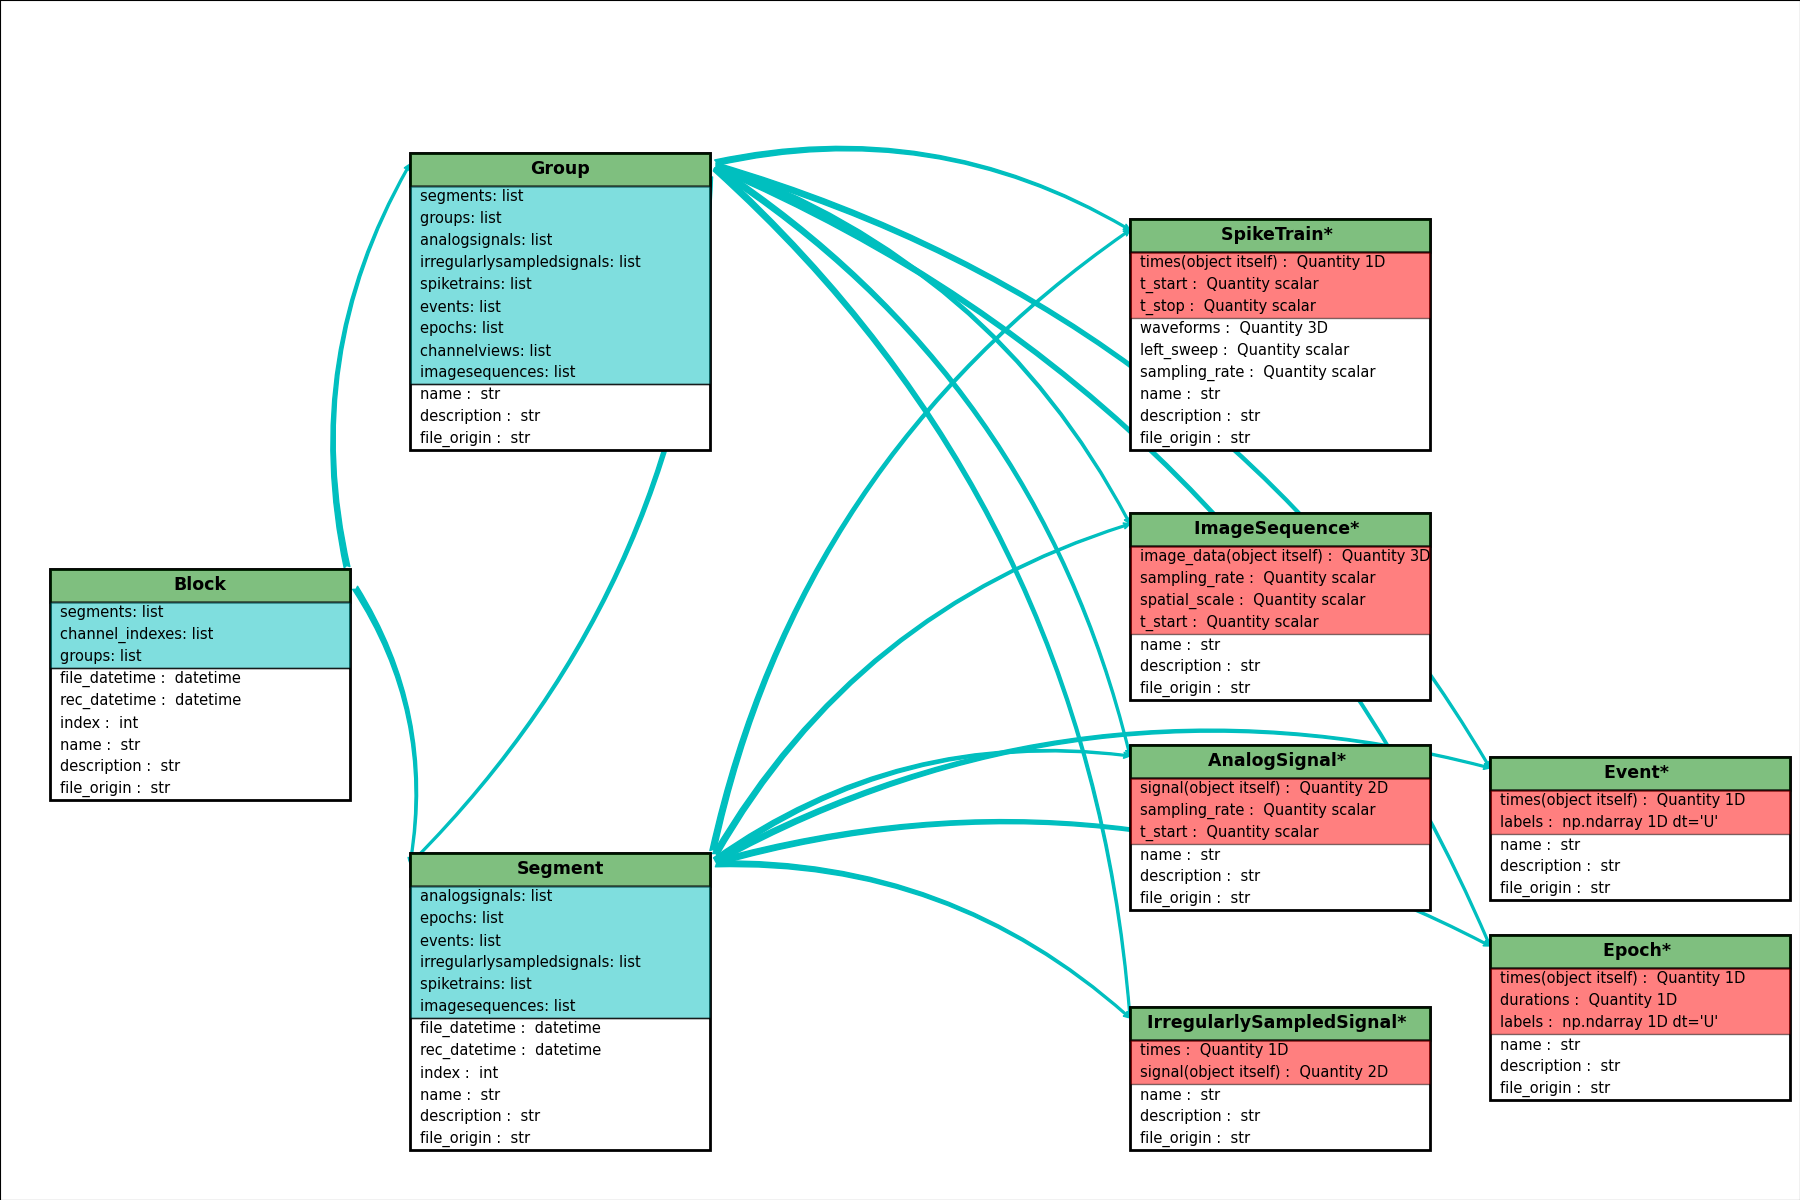 Group
segments: list
groups: list
analogsignals: list
irregularlysampledsignals: list
spiketrains: list
events: list
epochs: list
channelviews: list
imagesequences: list
name :  str
description :  str
file_origin :  str
Block
segments: list
channel_indexes: list
groups: list
file_datetime :  datetime
rec_datetime :  datetime
index :  int
name :  str
description :  str
file_origin :  str
Segment
analogsignals: list
epochs: list
events: list
irregularlysampledsignals: list
spiketrains: list
imagesequences: list
file_datetime :  datetime
rec_datetime :  datetime
index :  int
name :  str
description :  str
file_origin :  str
SpikeTrain*
times(object itself) :  Quantity 1D
t_start :  Quantity scalar
t_stop :  Quantity scalar
waveforms :  Quantity 3D
left_sweep :  Quantity scalar
sampling_rate :  Quantity scalar
name :  str
description :  str
file_origin :  str
ImageSequence*
image_data(object itself) :  Quantity 3D
sampling_rate :  Quantity scalar
spatial_scale :  Quantity scalar
t_start :  Quantity scalar
name :  str
description :  str
file_origin :  str
AnalogSignal*
signal(object itself) :  Quantity 2D
sampling_rate :  Quantity scalar
t_start :  Quantity scalar
name :  str
description :  str
file_origin :  str
IrregularlySampledSignal*
times :  Quantity 1D
signal(object itself) :  Quantity 2D
name :  str
description :  str
file_origin :  str
Event*
times(object itself) :  Quantity 1D
labels :  np.ndarray 1D dt='U'
name :  str
description :  str
file_origin :  str
Epoch*
times(object itself) :  Quantity 1D
durations :  Quantity 1D
labels :  np.ndarray 1D dt='U'
name :  str
description :  str
file_origin :  str